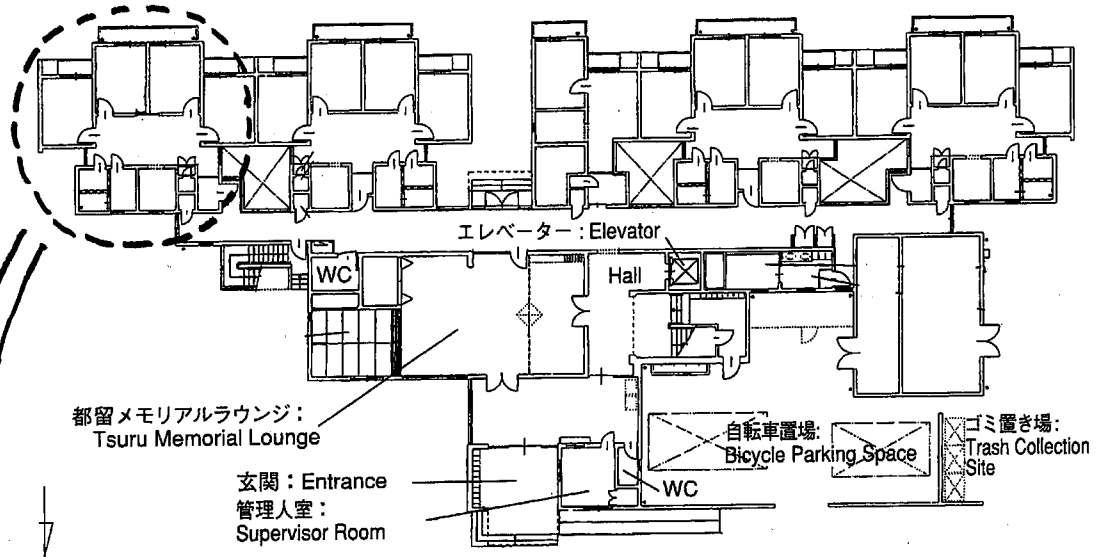 エレベーター : Elevator
WC
Hall
都留メモリアルラウンジ :
Tsuru Memorial Lounge
自転車置場:
Bicycle Parking Space
ゴミ置き場:
Trash Collection
Site
玄関 : Entrance
管理人室 :
Supervisor Room
WC